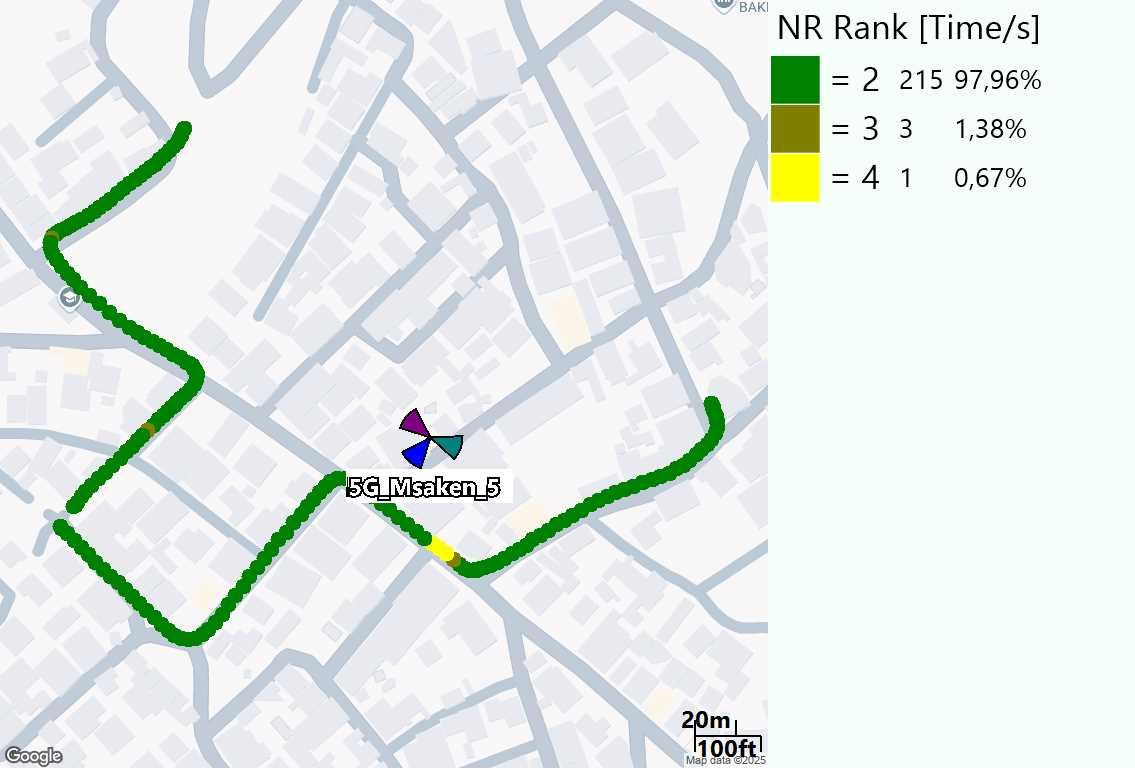 BAKE
NR Rank [Time/s]
= 2 215 97,96%
= 3 3 1,38%
= 4 1 0,67%
5G_Msaken_5
20m
100ft
Google
Map data ©2025